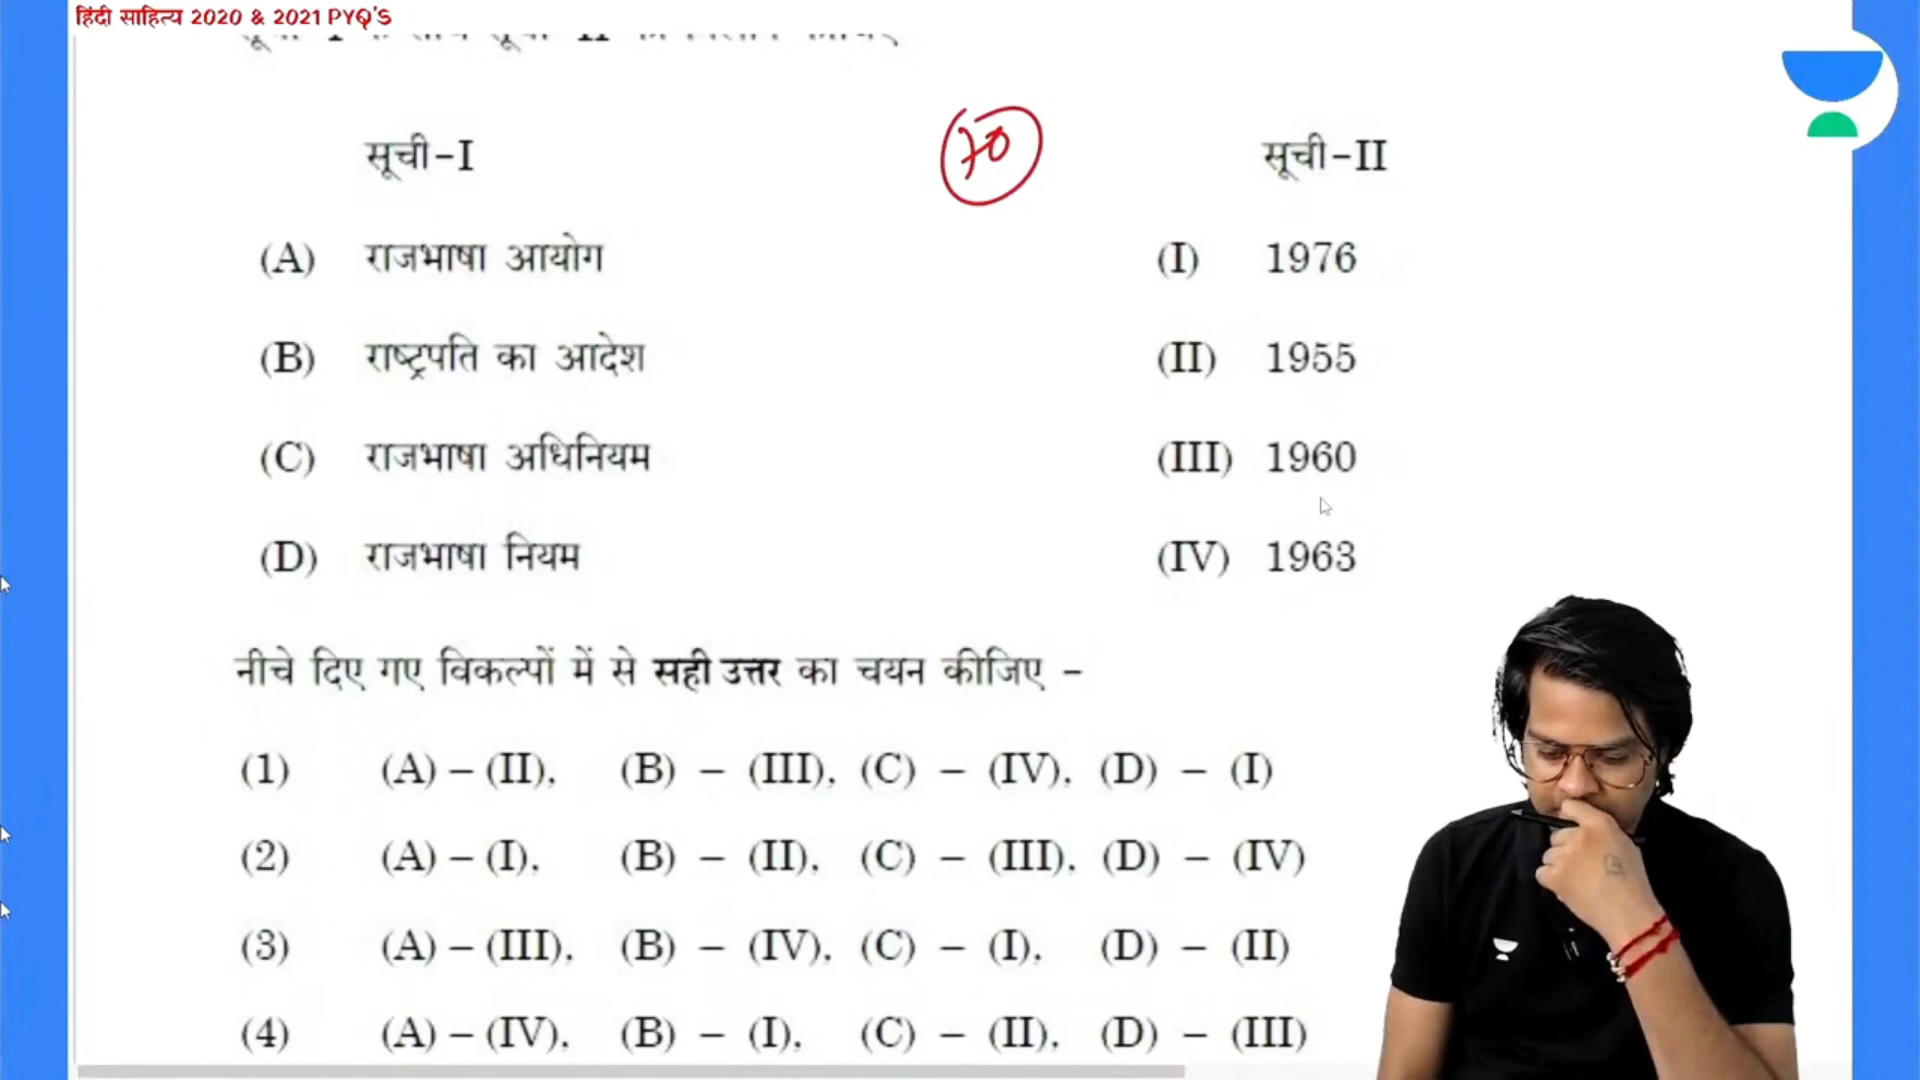 हिंदी साहित्य 2020 & 2021 PYQ'S
70
सूची-I सूची-II
(A) राजभाषा आयोग (I) 1976
(B) राष्ट्रपति का आदेश (II) 1955
(C) राजभाषा अधिनियम (III) 1960
(D) राजभाषा नियम (IV) 1963
नीचे दिए गए विकल्पों में से सही उत्तर का चयन कीजिए -
(1) (A) – (II), (B) – (III), (C) – (IV), (D) – (I)
(2) (A) – (I), (B) – (II), (C) – (III), (D) – (IV)
(3) (A) – (III), (B) – (IV), (C) – (I), (D) – (II)
(4) (A) – (IV), (B) – (I), (C) – (II), (D) – (III)